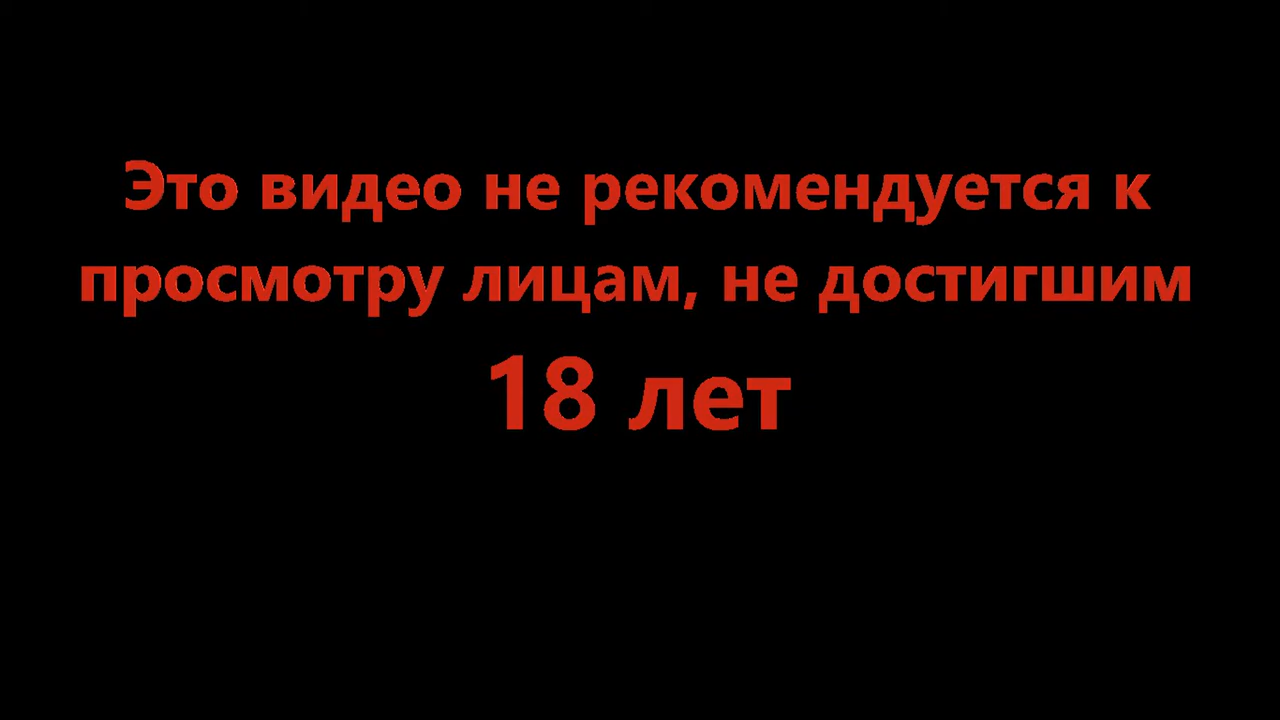 Это видео не рекомендуется к
просмотру лицам, не достигшим
18 лет